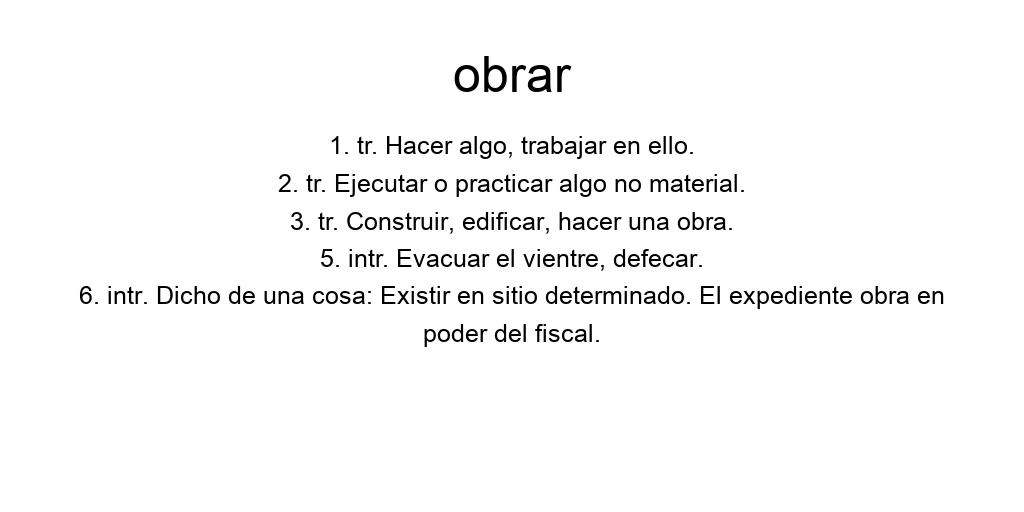 obrar
1. tr. Hacer algo, trabajar en ello.
2. tr. Ejecutar o practicar algo no material.
3. tr. Construir, edificar, hacer una obra.
5. intr. Evacuar el vientre, defecar.
6. intr. Dicho de una cosa: Existir en sitio determinado. El expediente obra en
poder del fiscal.